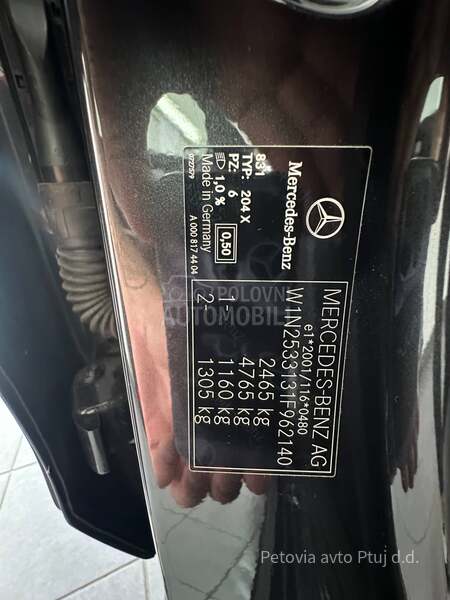 MERCEDES-BENZ AG
e1*2001/116*0480
W1N2533131F962140
2465 kg
4765 kg
1- 1160 kg
2- 1305 kg
Mercedes-Benz
831
TYP: 204 X
PZ: 6
1,0 % 0,50
Made in Germany
0727579
A 000 817 44 04
POLOVNI
AUTOMOBILI
Petovia avto Ptuj d.d.